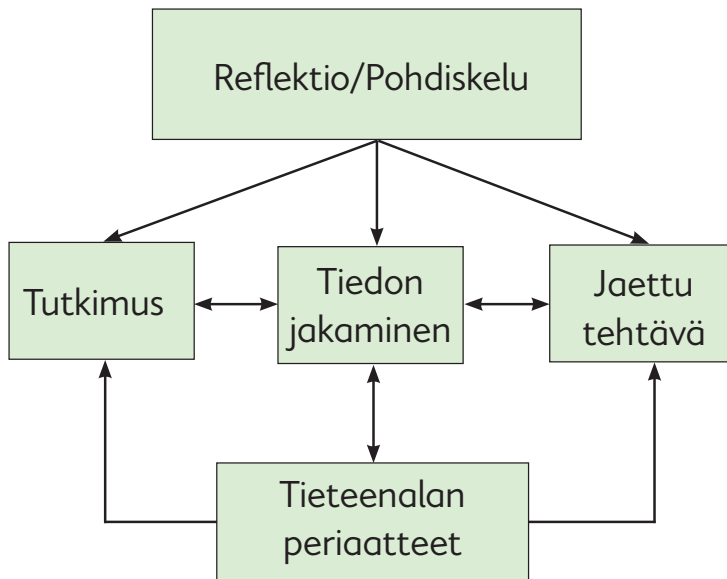 Reflektio/Pohdiskelu
Tutkimus
Tiedon
jakaminen
Jaettu
tehtävä
Tieteenalan
periaatteet